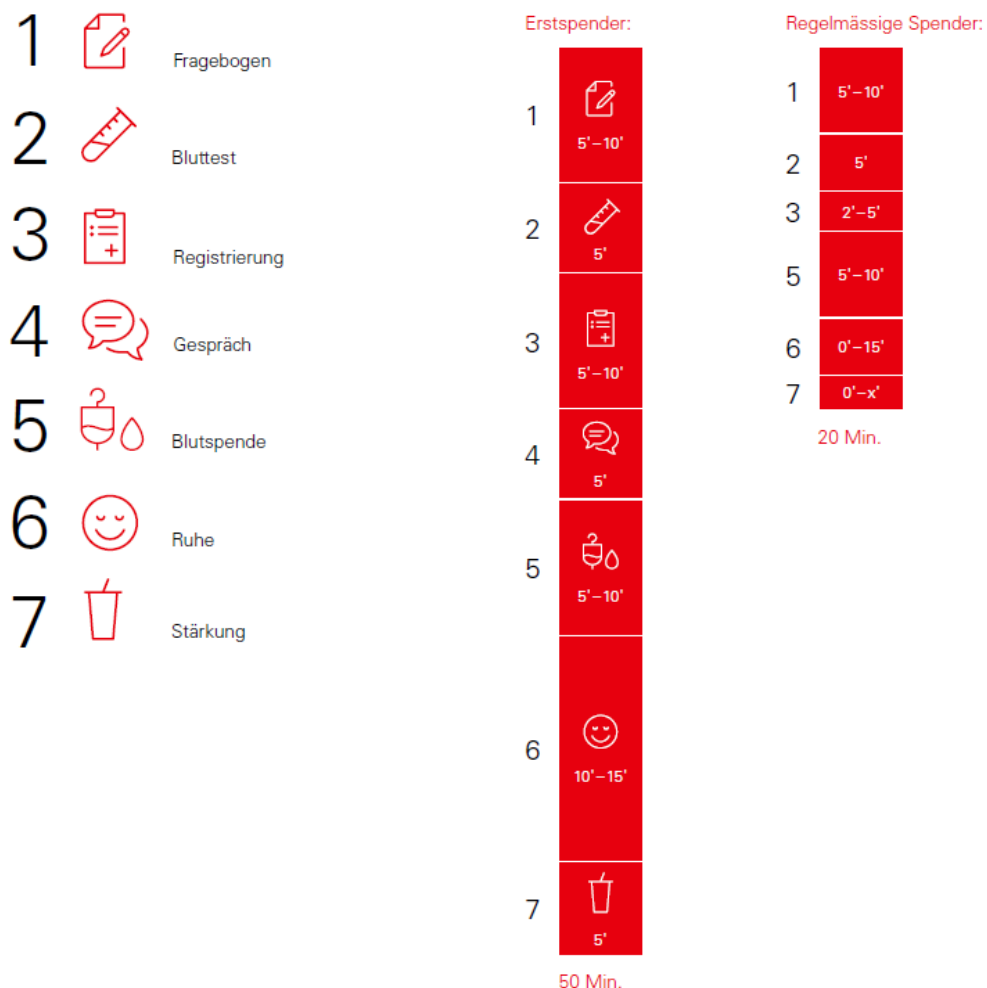 1 Fragebogen
2 Bluttest
3 Registrierung
4 Gespräch
5 Blutspende
6 Ruhe
7 Stärkung
Erstspender:
1 5'–10'
2 5'
3 5'–10'
4 5'
5 5'–10'
6 10'–15'
7 5'
50 Min.
Regelmässige Spender:
1 5'–10'
2 5'
3 2'–5'
5 5'–10'
6 0'–15'
7 0'–x'
20 Min.